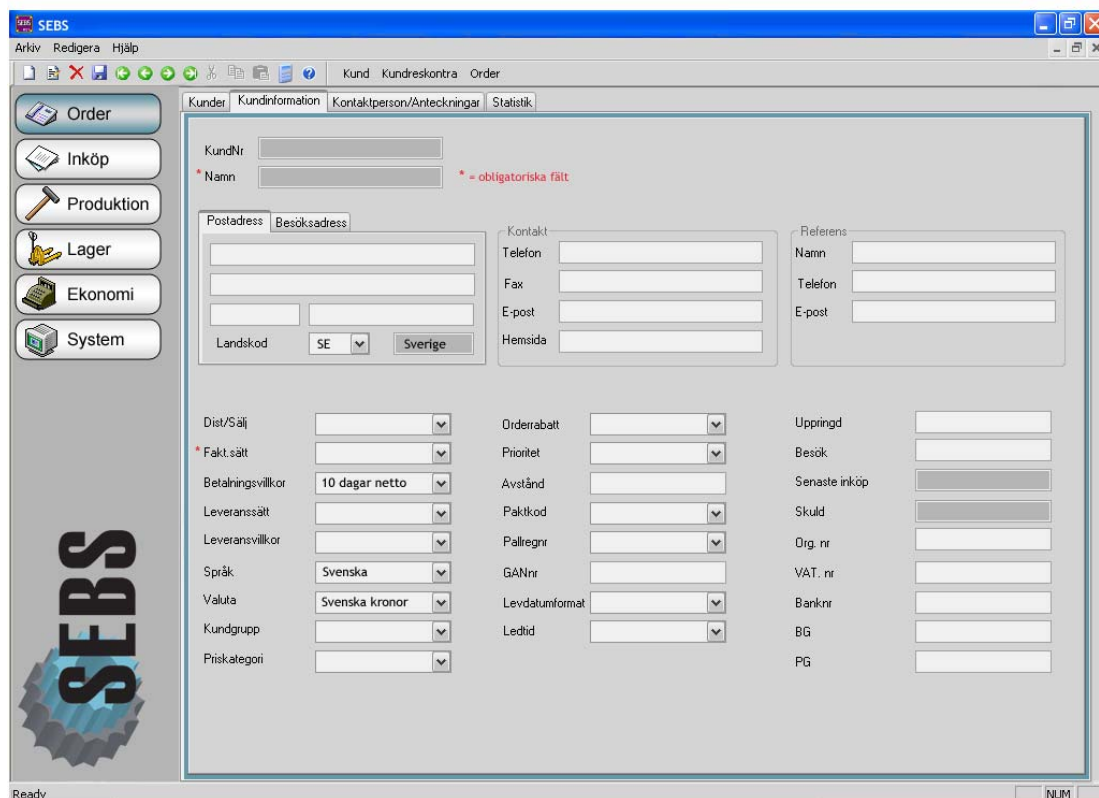 SEBS
Arkiv Redigera Hjälp
Kund Kundreskontra Order
Order
Inköp
Produktion
Lager
Ekonomi
System
SEBS
Kunder Kundinformation Kontaktperson/Anteckningar Statistik
KundNr
* Namn * = obligatoriska fält
Postadress Besöksadress
Landskod SE Sverige
Kontakt
Telefon
Fax
E-post
Hemsida
Referens
Namn
Telefon
E-post
Dist/Sälj
* Fakt.sätt
Betalningsvillkor 10 dagar netto
Leveranssätt
Leveransvillkor
Språk Svenska
Valuta Svenska kronor
Kundgrupp
Priskategori
Orderrabatt
Prioritet
Avstånd
Paktkod
Pallregnr
GANnr
Levdatumformat
Ledtid
Uppringd
Besök
Senaste inköp
Skuld
Org. nr
VAT. nr
Banknr
BG
PG
Ready NUM